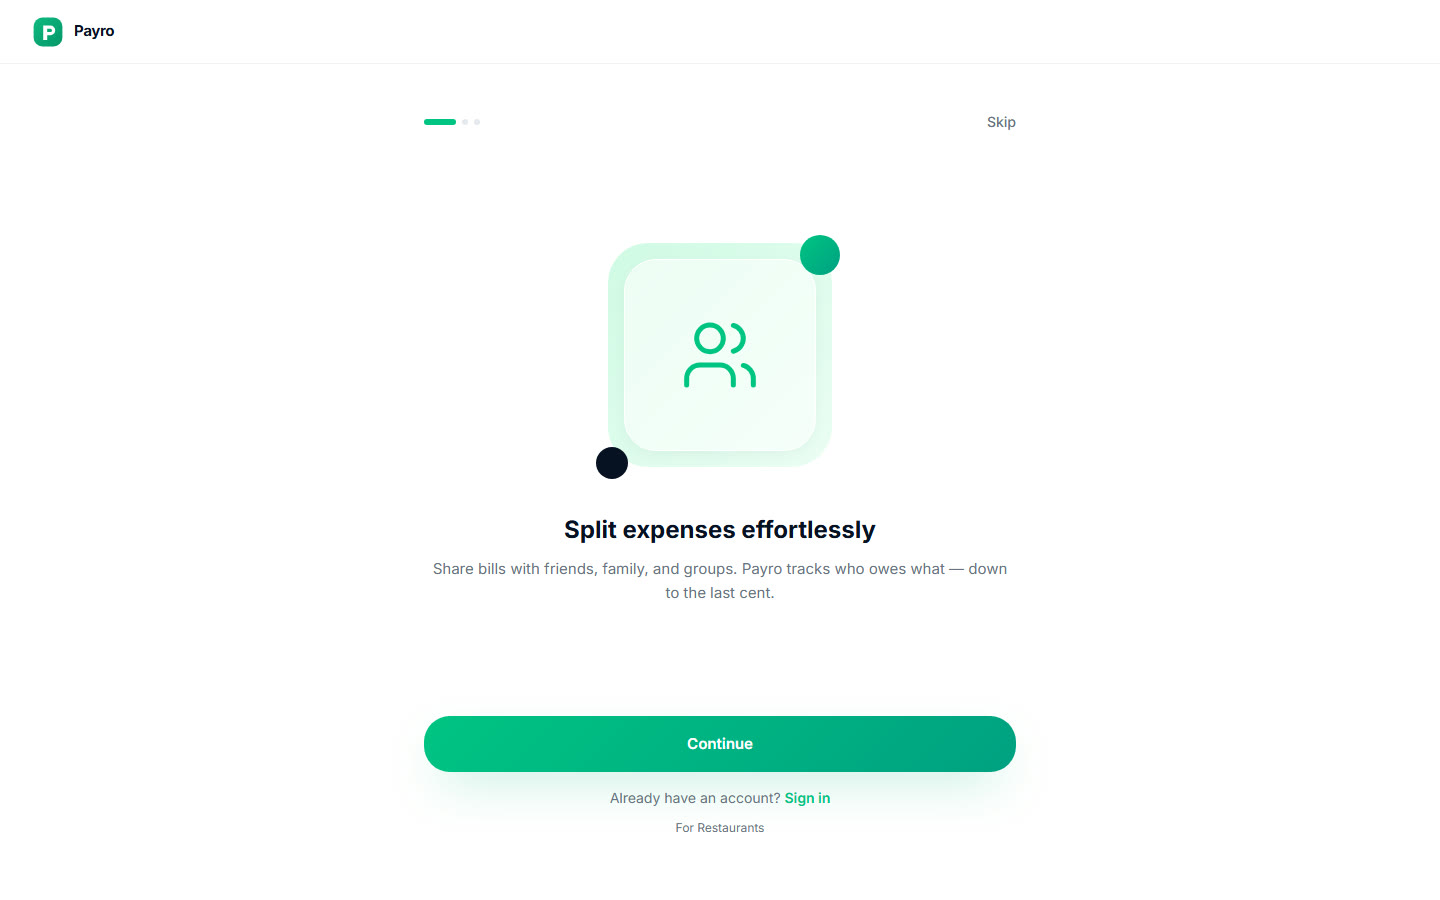 Payro
Skip
Split expenses effortlessly
Share bills with friends, family, and groups. Payro tracks who owes what — down
to the last cent.
Continue
Already have an account? Sign in
For Restaurants